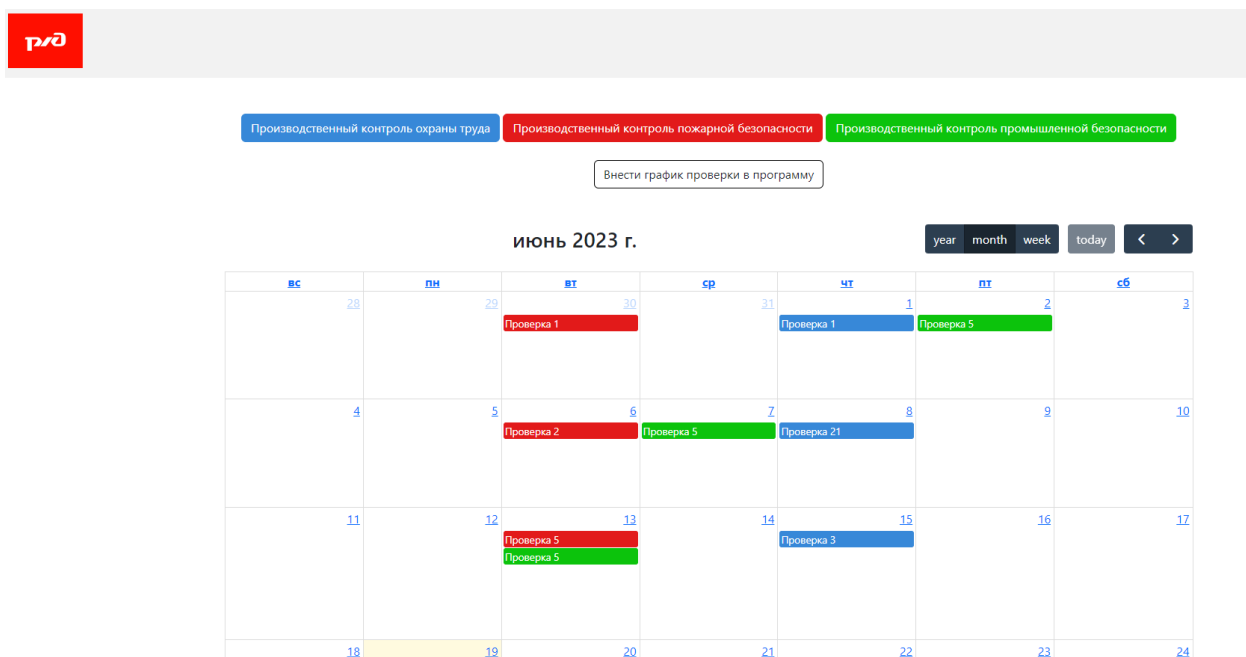 ржд
Производственный контроль охраны труда Производственный контроль пожарной безопасности Производственный контроль промышленной безопасности
Внести график проверки в программу
июнь 2023 г. year month week today
вс пн вт ср чт пт сб
28 29 30 31 1 2 3
Проверка 1 Проверка 1 Проверка 5
4 5 6 7 8 9 10
Проверка 2 Проверка 5 Проверка 21
11 12 13 14 15 16 17
Проверка 5 Проверка 3
Проверка 5
18 19 20 21 22 23 24